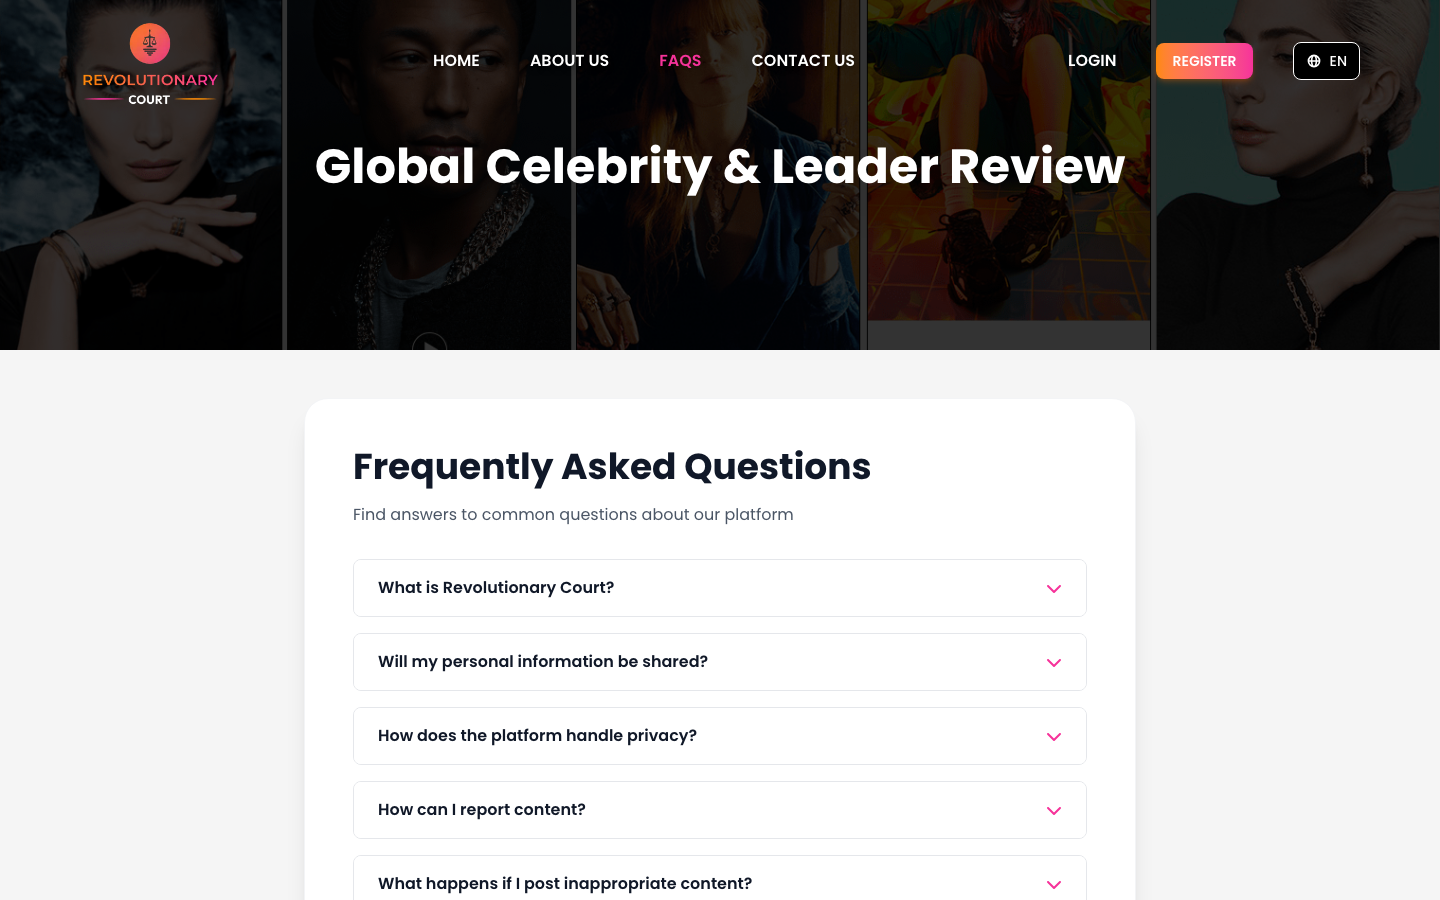 REVOLUTIONARY
COURT
HOME
ABOUT US
FAQS
CONTACT US
LOGIN
REGISTER
EN
Global Celebrity & Leader Review
Frequently Asked Questions
Find answers to common questions about our platform
What is Revolutionary Court?
Will my personal information be shared?
How does the platform handle privacy?
How can I report content?
What happens if I post inappropriate content?